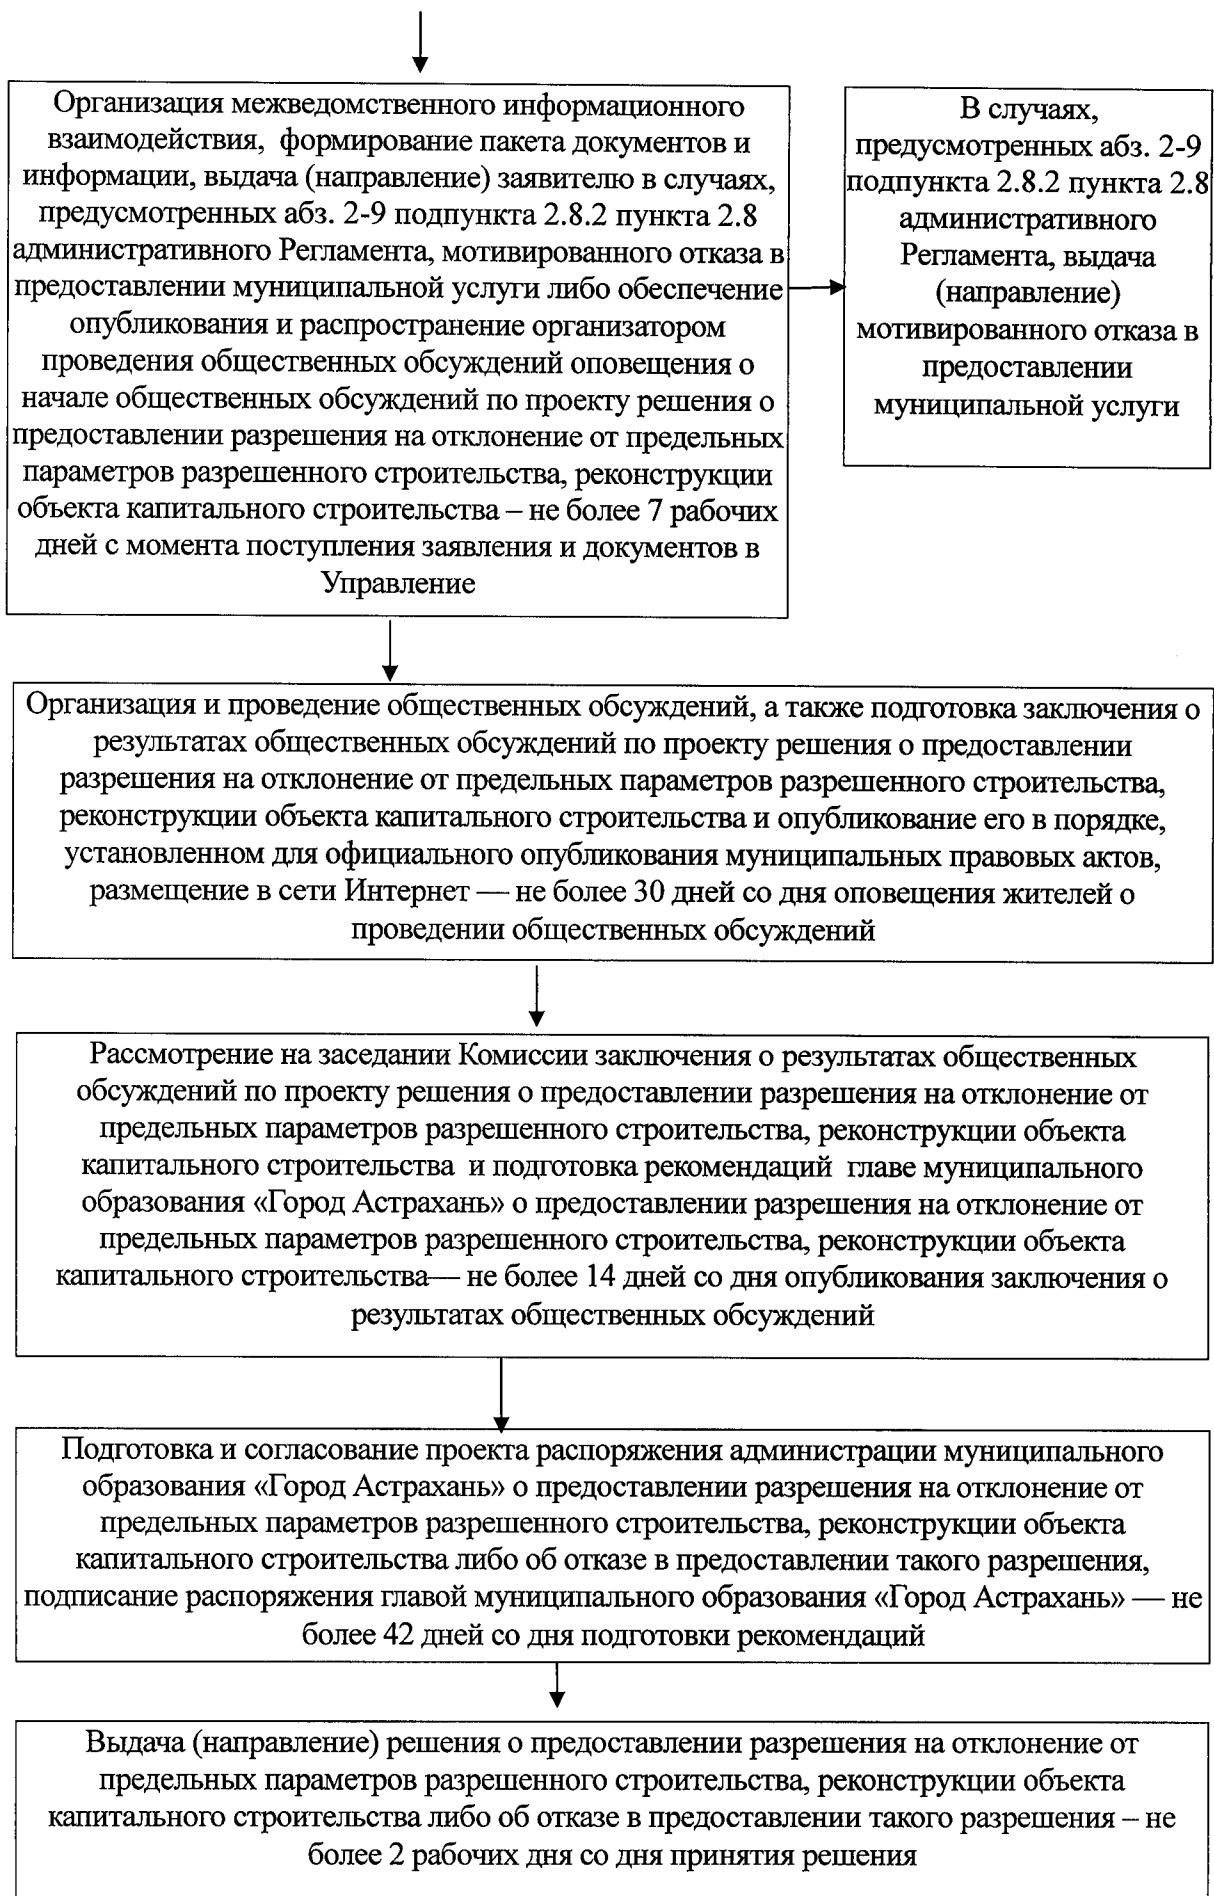 Организация межведомственного информационного
взаимодействия, формирование пакета документов и
информации, выдача (направление) заявителю в случаях,
предусмотренных абз. 2-9 подпункта 2.8.2 пункта 2.8
административного Регламента, мотивированного отказа в
предоставлении муниципальной услуги либо обеспечение
опубликования и распространение организатором
проведения общественных обсуждений оповещения о
начале общественных обсуждений по проекту решения о
предоставлении разрешения на отклонение от предельных
параметров разрешенного строительства, реконструкции
объекта капитального строительства – не более 7 рабочих
дней с момента поступления заявления и документов в
Управление
В случаях,
предусмотренных абз. 2-9
подпункта 2.8.2 пункта 2.8
административного
Регламента, выдача
(направление)
мотивированного отказа в
предоставлении
муниципальной услуги
Организация и проведение общественных обсуждений, а также подготовка заключения о
результатах общественных обсуждений по проекту решения о предоставлении
разрешения на отклонение от предельных параметров разрешенного строительства,
реконструкции объекта капитального строительства и опубликование его в порядке,
установленном для официального опубликования муниципальных правовых актов,
размещение в сети Интернет — не более 30 дней со дня оповещения жителей о
проведении общественных обсуждений
Рассмотрение на заседании Комиссии заключения о результатах общественных
обсуждений по проекту решения о предоставлении разрешения на отклонение от
предельных параметров разрешенного строительства, реконструкции объекта
капитального строительства и подготовка рекомендаций главе муниципального
образования «Город Астрахань» о предоставлении разрешения на отклонение от
предельных параметров разрешенного строительства, реконструкции объекта
капитального строительства— не более 14 дней со дня опубликования заключения о
результатах общественных обсуждений
Подготовка и согласование проекта распоряжения администрации муниципального
образования «Город Астрахань» о предоставлении разрешения на отклонение от
предельных параметров разрешенного строительства, реконструкции объекта
капитального строительства либо об отказе в предоставлении такого разрешения,
подписание распоряжения главой муниципального образования «Город Астрахань» — не
более 42 дней со дня подготовки рекомендаций
Выдача (направление) решения о предоставлении разрешения на отклонение от
предельных параметров разрешенного строительства, реконструкции объекта
капитального строительства либо об отказе в предоставлении такого разрешения – не
более 2 рабочих дня со дня принятия решения